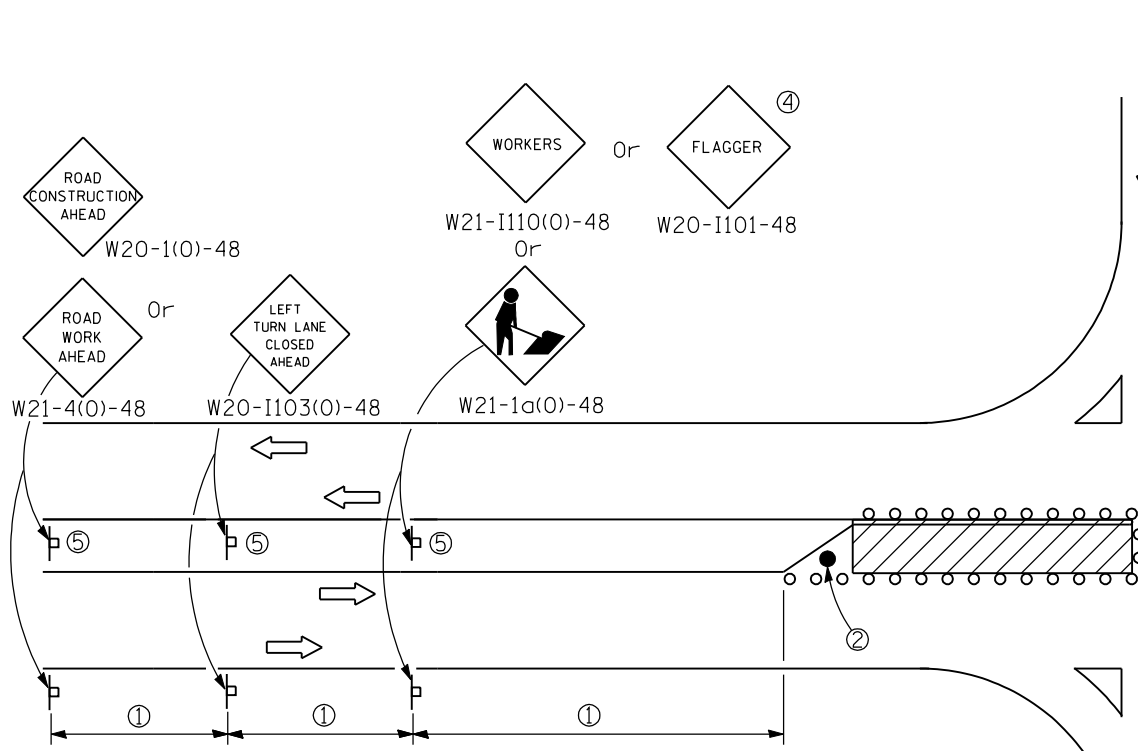 ④
WORKERS
Or
FLAGGER
ROAD
CONSTRUCTION
AHEAD
W21-I110(O)-48
W20-I101-48
W20-1(O)-48
Or
ROAD
WORK
AHEAD
Or
LEFT
TURN LANE
CLOSED
AHEAD
W21-4(O)-48
W20-I103(O)-48
W21-1a(O)-48
⑤
⑤
⑤
②
①
①
①